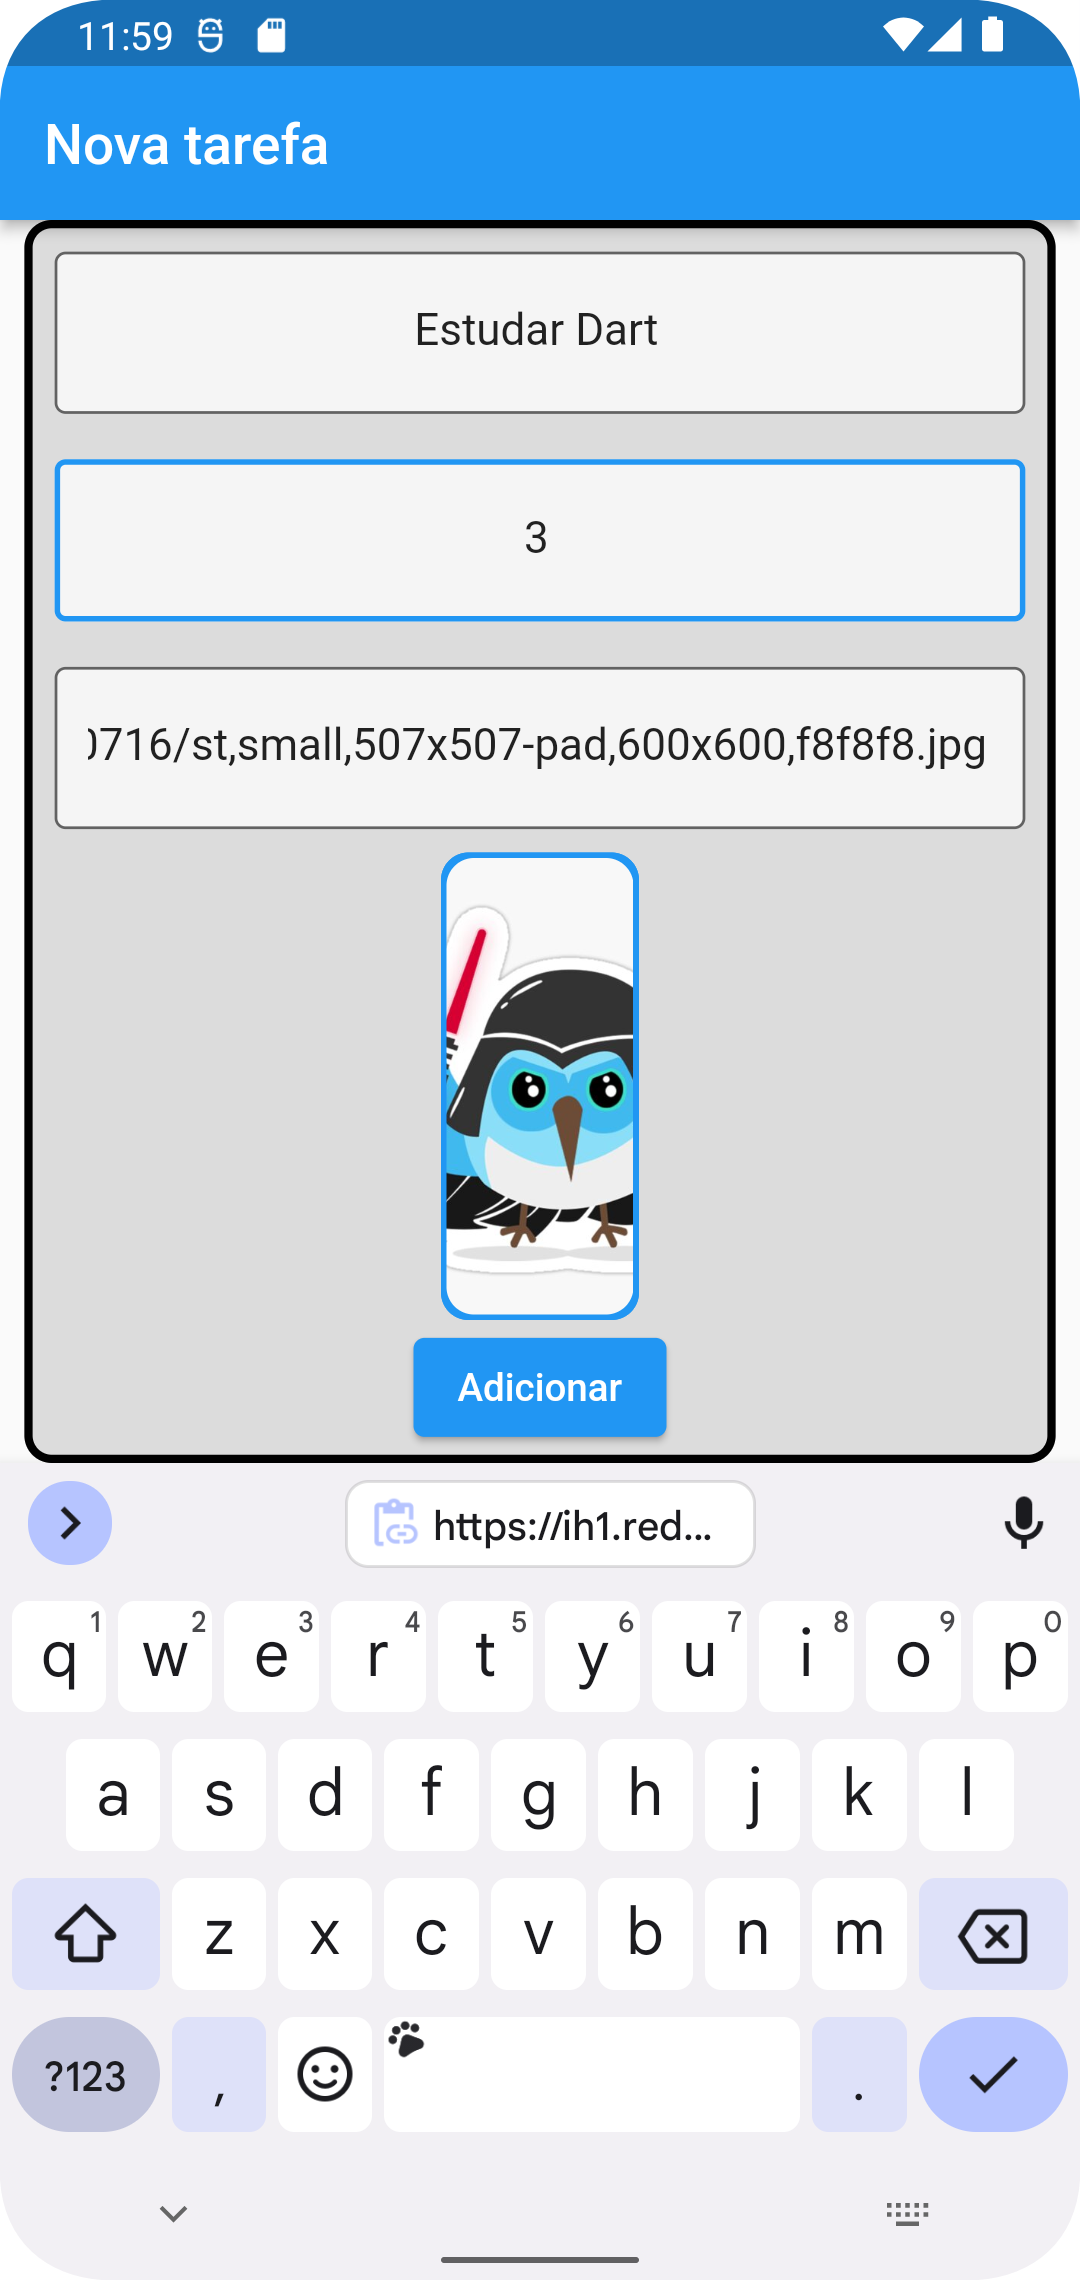 11:59
Nova tarefa
Estudar Dart
3
716/st,small,507x507-pad,600x600,f8f8f8.jpg
Adicionar
https://ih1.red...
1 2 3 4 5 6 7 8 9 0
q w e r t y u i o p
a s d f g h j k l
z x c v b n m
?123 , .